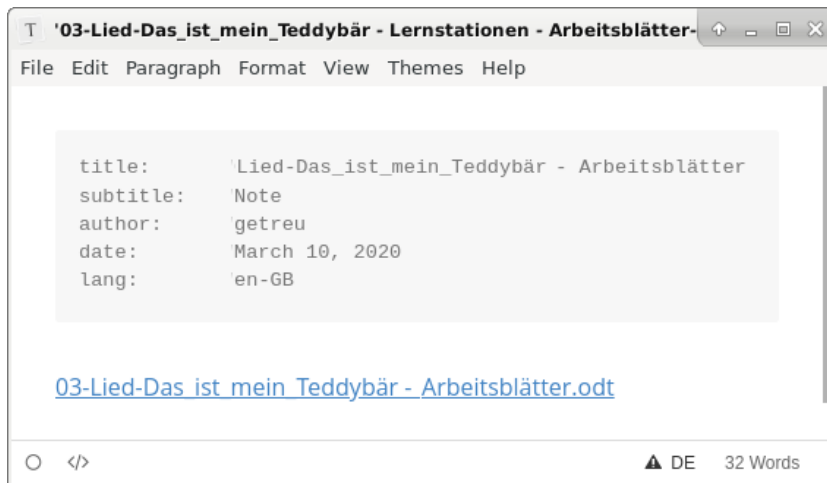 T '03-Lied-Das_ist_mein_Teddybär - Lernstationen - Arbeitsblätter-
File Edit Paragraph Format View Themes Help
title: 'Lied-Das_ist_mein_Teddybär - Arbeitsblätter
subtitle: 'Note
author: 'getreu
date: 'March 10, 2020
lang: 'en-GB
03-Lied-Das_ist_mein_Teddybär - Arbeitsblätter.odt
</> DE 32 Words